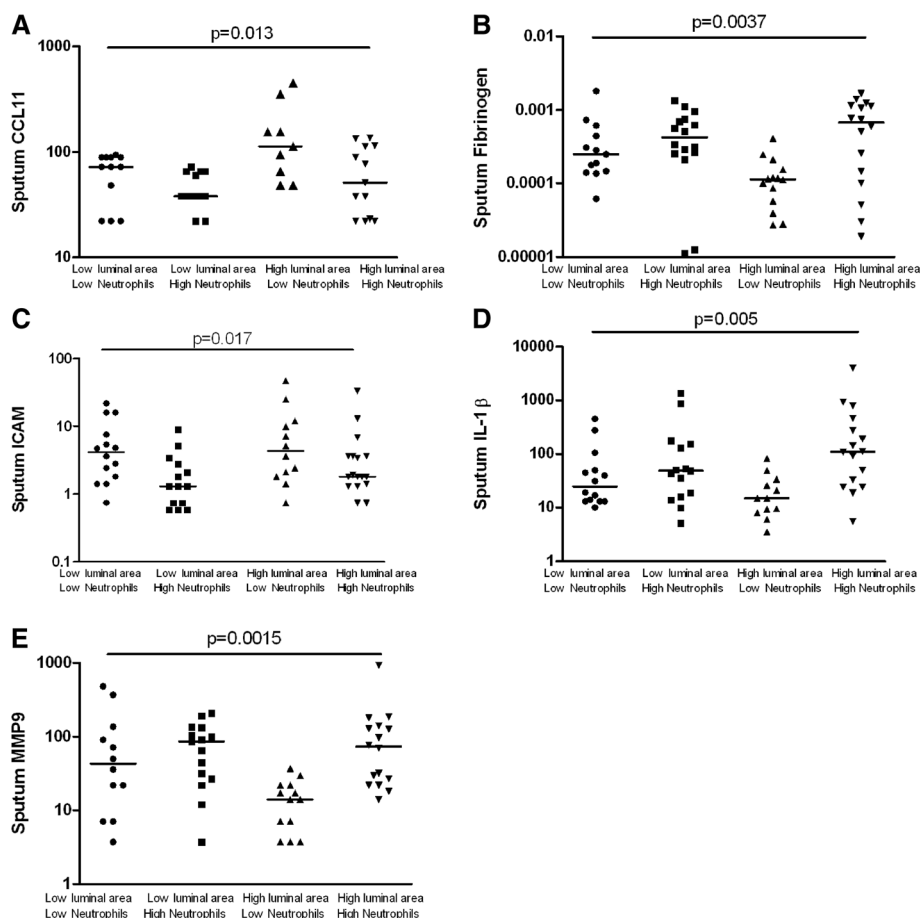 A
p=0.013
Sputum CCL11
1000
100
10
Low luminal area
Low Neutrophils
Low luminal area
High Neutrophils
High luminal area
Low Neutrophils
High luminal area
High Neutrophils
B
p=0.0037
Sputum Fibrinogen
0.01
0.001
0.0001
0.00001
Low luminal area
Low Neutrophils
Low luminal area
High Neutrophils
High luminal area
Low Neutrophils
High luminal area
High Neutrophils
C
p=0.017
Sputum ICAM
100
10
1
0.1
Low luminal area
Low Neutrophils
Low luminal area
High Neutrophils
High luminal area
Low Neutrophils
High luminal area
High Neutrophils
D
p=0.005
Sputum IL-1β
10000
1000
100
10
1
Low luminal area
Low Neutrophils
Low luminal area
High Neutrophils
High luminal area
Low Neutrophils
High luminal area
High Neutrophils
E
p=0.0015
Sputum MMP9
1000
100
10
1
Low luminal area
Low Neutrophils
Low luminal area
High Neutrophils
High luminal area
Low Neutrophils
High luminal area
High Neutrophils